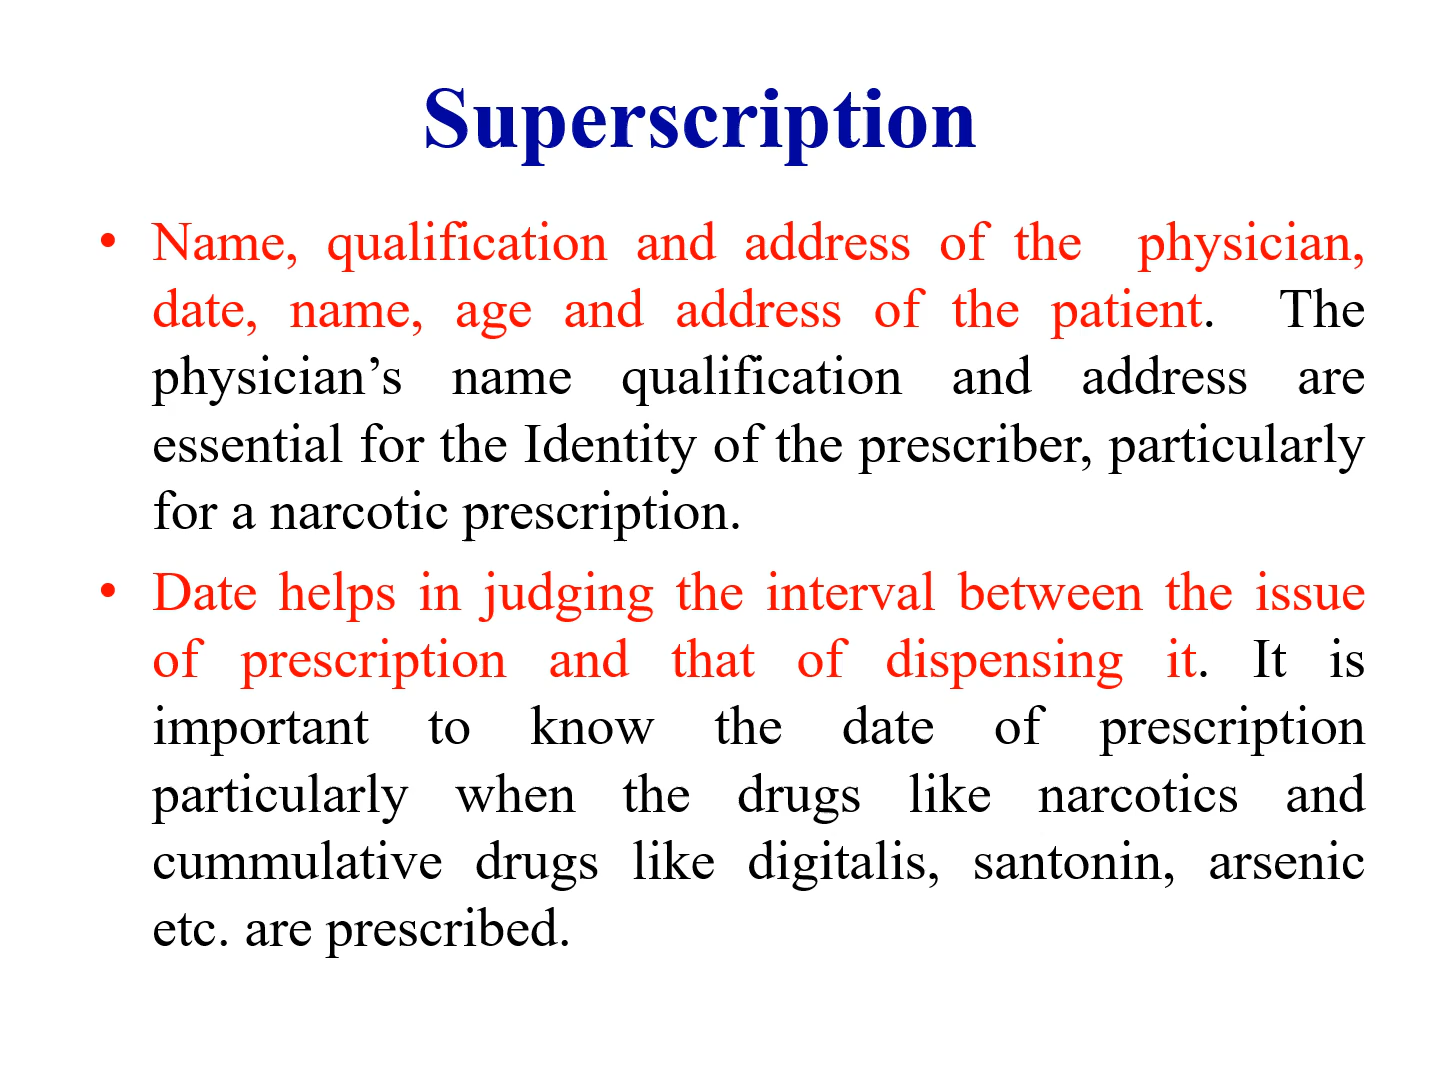 Superscription
• Name, qualification and address of the physician,
date, name, age and address of the patient. The
physician’s name qualification and address are
essential for the Identity of the prescriber, particularly
for a narcotic prescription.
• Date helps in judging the interval between the issue
of prescription and that of dispensing it. It is
important to know the date of prescription
particularly when the drugs like narcotics and
cummulative drugs like digitalis, santonin, arsenic
etc. are prescribed.